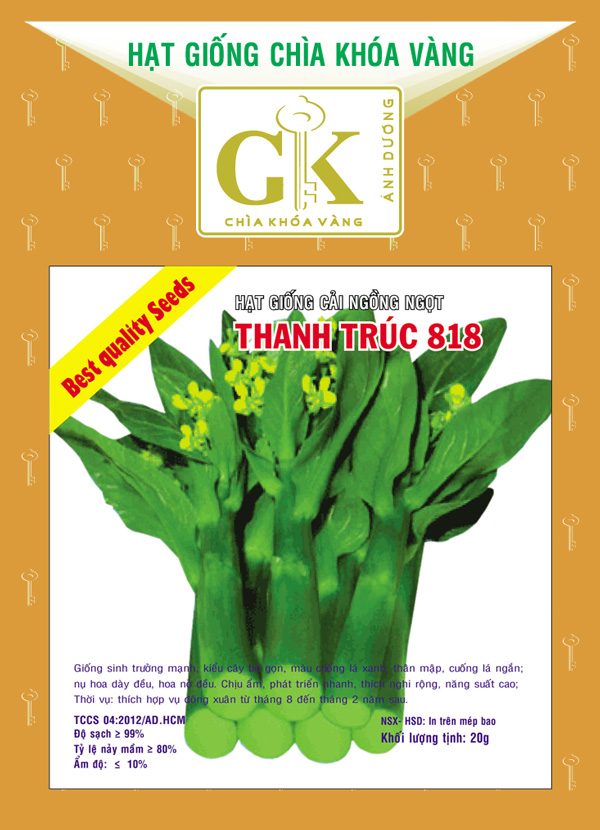 HẠT GIỐNG CHÌA KHÓA VÀNG
GK
ÁNH DƯƠNG
CHÌA KHÓA VÀNG
Best quality Seeds
HẠT GIỐNG CẢI NGỒNG NGỌT
THANH TRÚC 818
Giống sinh trưởng mạnh, kiểu cây bó gọn, màu cuống lá xanh, thân mập, cuống lá ngắn;
nụ hoa dày đều, hoa nở đều. Chịu ẩm, phát triển nhanh, thích nghi rộng, năng suất cao;
Thời vụ: thích hợp vụ đông xuân từ tháng 8 đến tháng 2 năm sau.
TCCS 04:2012/AD.HCM
Độ sạch ≥ 99%
Tỷ lệ nảy mầm ≥ 80%
Ẩm độ: ≤ 10%
NSX- HSD: In trên mép bao
Khối lượng tịnh: 20g